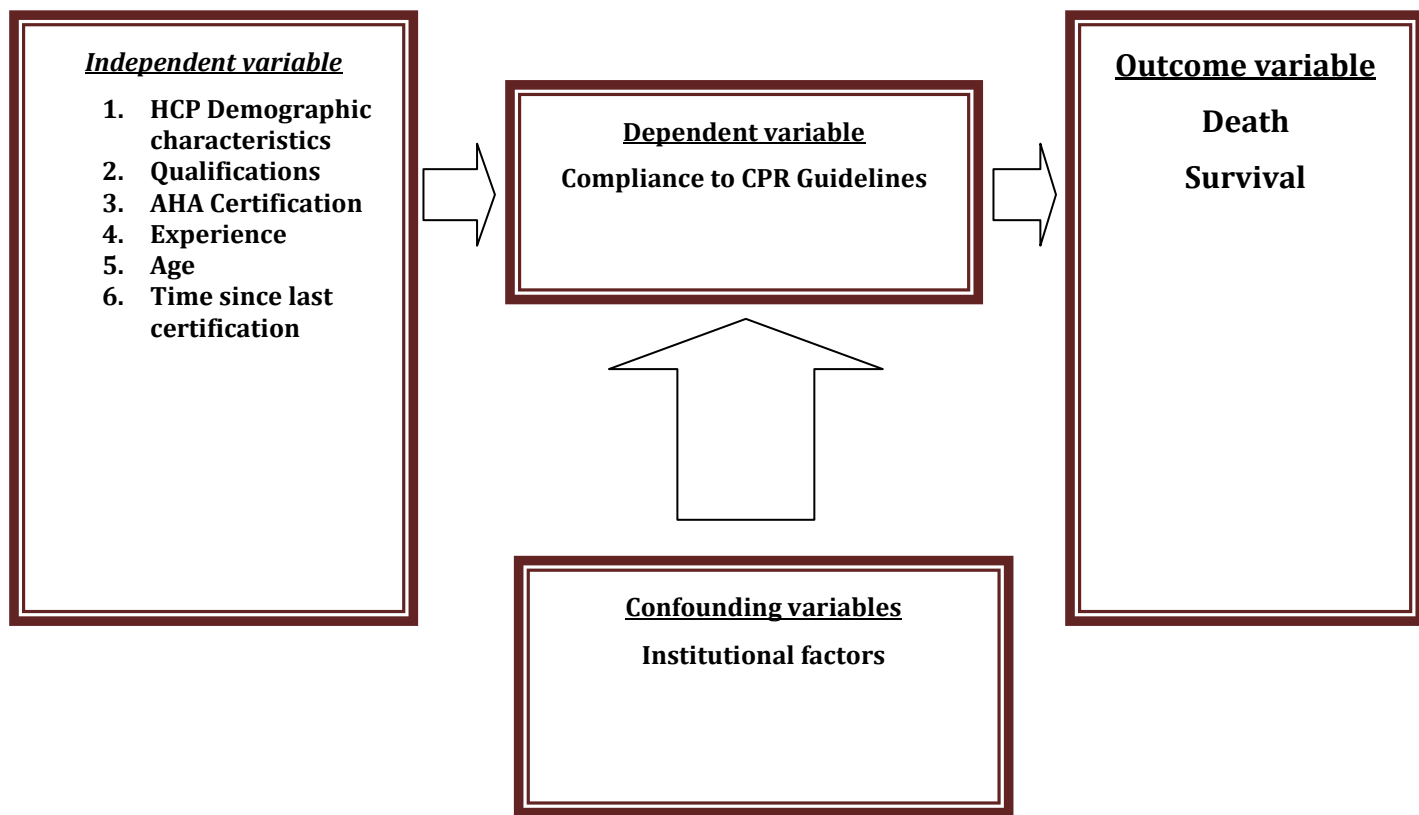 Independent variable
1. HCP Demographic
characteristics
2. Qualifications
3. AHA Certification
4. Experience
5. Age
6. Time since last
certification
Dependent variable
Compliance to CPR Guidelines
Outcome variable
Death
Survival
Confounding variables
Institutional factors